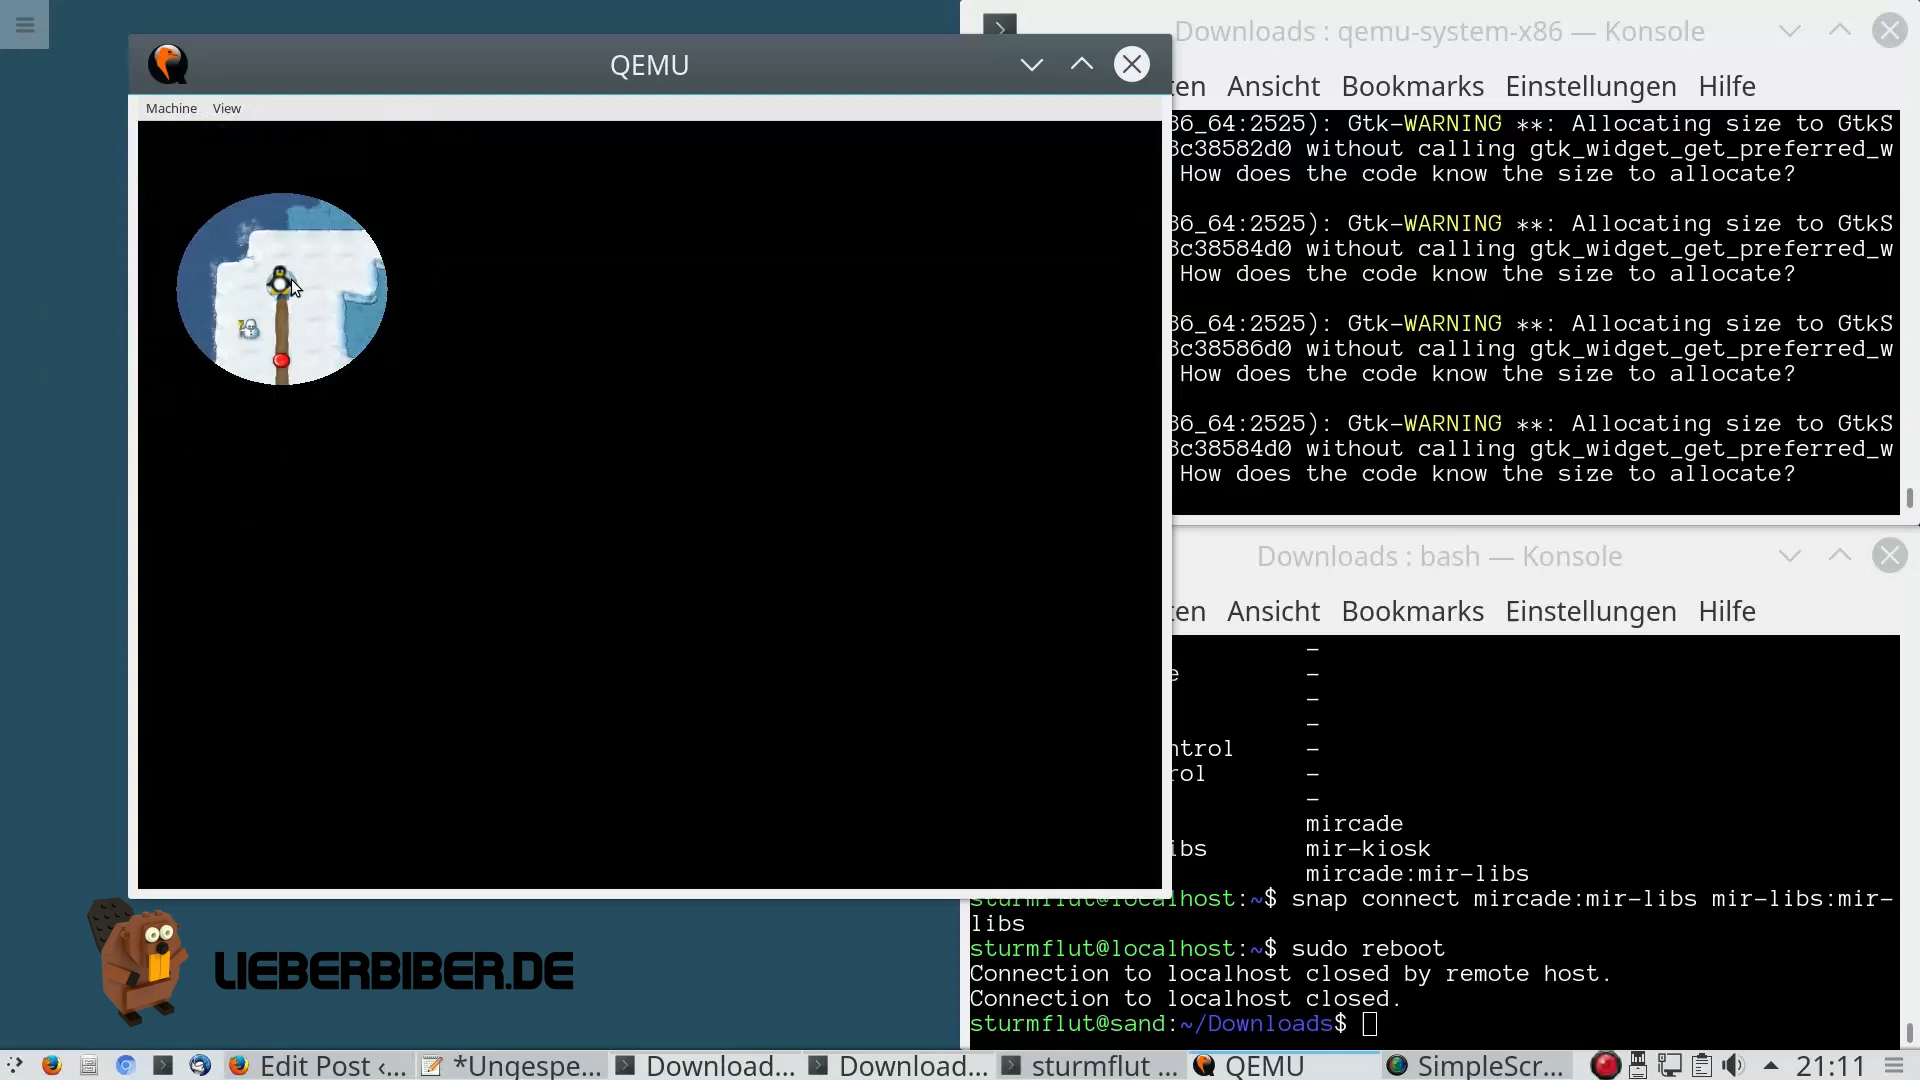 QEMU
Machine View
Downloads : qemu-system-x86 — Konsole
ten Ansicht Bookmarks Einstellungen Hilfe
86_64:2525): Gtk-WARNING **: Allocating size to GtkS
3c38582d0 without calling gtk_widget_get_preferred_w
How does the code know the size to allocate?
86_64:2525): Gtk-WARNING **: Allocating size to GtkS
3c38584d0 without calling gtk_widget_get_preferred_w
How does the code know the size to allocate?
86_64:2525): Gtk-WARNING **: Allocating size to GtkS
3c38586d0 without calling gtk_widget_get_preferred_w
How does the code know the size to allocate?
86_64:2525): Gtk-WARNING **: Allocating size to GtkS
3c38584d0 without calling gtk_widget_get_preferred_w
How does the code know the size to allocate?
Downloads : bash — Konsole
ten Ansicht Bookmarks Einstellungen Hilfe
-
e -
-
-
ntrol -
rol -
-
mircade
ibs mir-kiosk
mircade:mir-libs
sturmflut@localhost:~$ snap connect mircade:mir-libs mir-libs:mir-
libs
sturmflut@localhost:~$ sudo reboot
Connection to localhost closed by remote host.
Connection to localhost closed.
sturmflut@sand:~/Downloads$
LIEBERBIBER.DE
Edit Post ‹... *Ungespe... Download... Download... sturmflut ... QEMU SimpleScr... 21:11